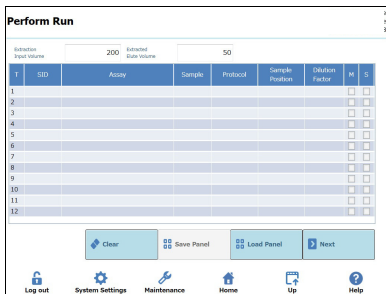 Perform Run
Extraction Input Volume 200 Extracted Elute Volume 50
T SID Assay Sample Protocol Sample Position Dilution Factor M S
1
2
3
4
5
6
7
8
9
10
11
12
Clear Save Panel Load Panel Next
Log out System Settings Maintenance Home Up Help